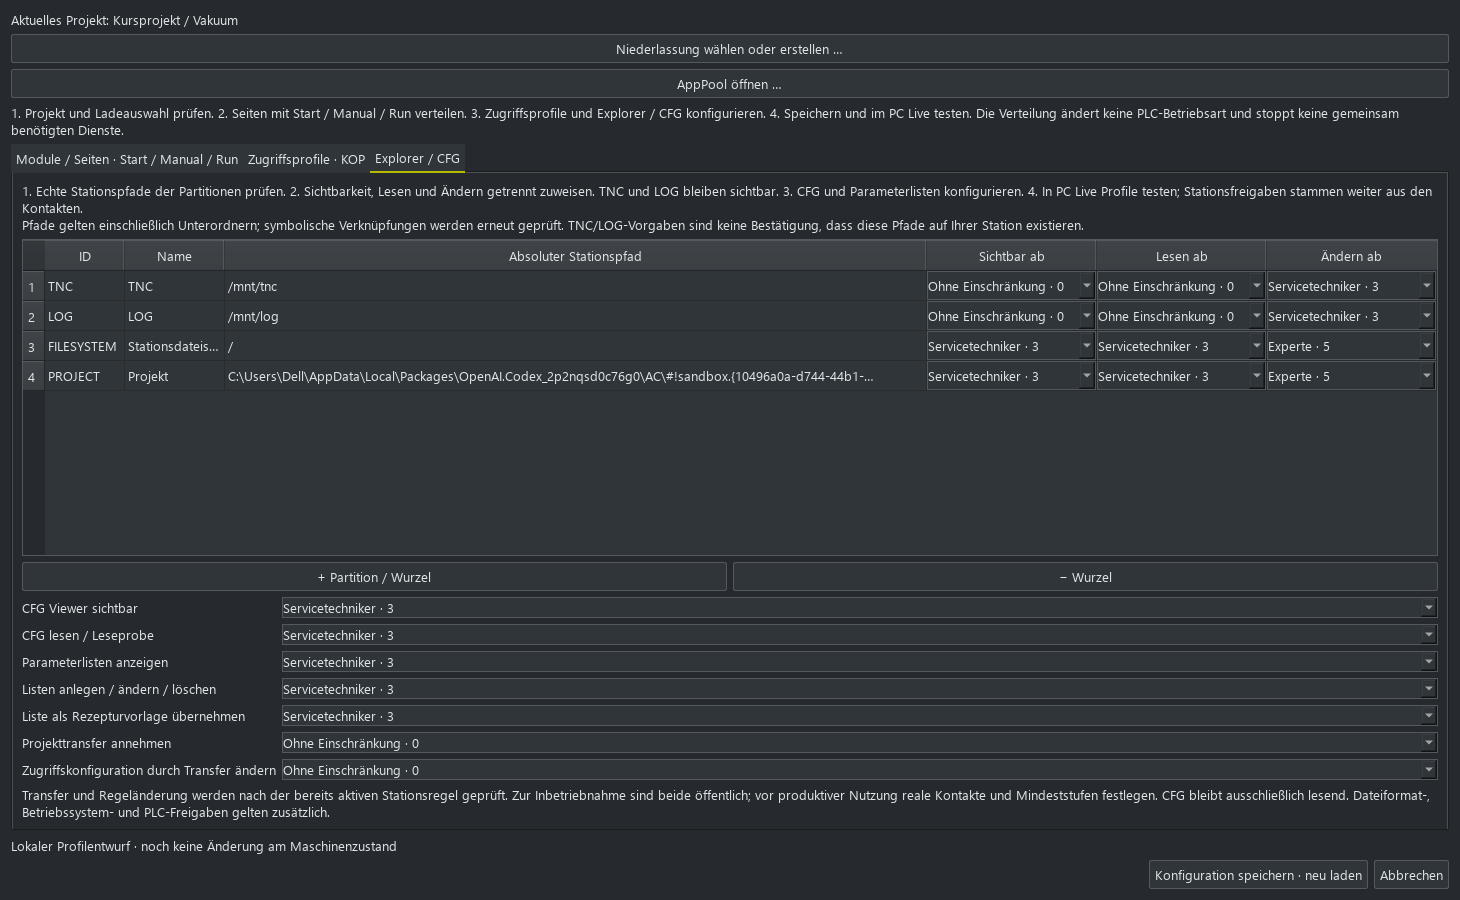 Aktuelles Projekt: Kursprojekt / Vakuum
Niederlassung wählen oder erstellen ...
AppPool öffnen ...
1. Projekt und Ladeauswahl prüfen. 2. Seiten mit Start / Manual / Run verteilen. 3. Zugriffsprofile und Explorer / CFG konfigurieren. 4. Speichern und im PC Live testen. Die Verteilung ändert keine PLC-Betriebsart und stoppt keine gemeinsam
benötigten Dienste.
Module / Seiten · Start / Manual / Run Zugriffsprofile · KOP Explorer / CFG
1. Echte Stationspfade der Partitionen prüfen. 2. Sichtbarkeit, Lesen und Ändern getrennt zuweisen. TNC und LOG bleiben sichtbar. 3. CFG und Parameterlisten konfigurieren. 4. In PC Live Profile testen; Stationsfreigaben stammen weiter aus den
Kontakten.
Pfade gelten einschließlich Unterordnern; symbolische Verknüpfungen werden erneut geprüft. TNC/LOG-Vorgaben sind keine Bestätigung, dass diese Pfade auf Ihrer Station existieren.
ID Name Absoluter Stationspfad Sichtbar ab Lesen ab Ändern ab
1 TNC TNC /mnt/tnc Ohne Einschränkung · 0 Ohne Einschränkung · 0 Servicetechniker · 3
2 LOG LOG /mnt/log Ohne Einschränkung · 0 Ohne Einschränkung · 0 Servicetechniker · 3
3 FILESYSTEM Stationsdateis... / Servicetechniker · 3 Servicetechniker · 3 Experte · 5
4 PROJECT Projekt C:\Users\Dell\AppData\Local\Packages\OpenAI.Codex_2p2nqsd0c76g0\AC\#!sandbox.{10496a0a-d744-44b1-... Servicetechniker · 3 Servicetechniker · 3 Experte · 5
+ Partition / Wurzel − Wurzel
CFG Viewer sichtbar Servicetechniker · 3
CFG lesen / Leseprobe Servicetechniker · 3
Parameterlisten anzeigen Servicetechniker · 3
Listen anlegen / ändern / löschen Servicetechniker · 3
Liste als Rezepturvorlage übernehmen Servicetechniker · 3
Projekttransfer annehmen Ohne Einschränkung · 0
Zugriffskonfiguration durch Transfer ändern Ohne Einschränkung · 0
Transfer und Regeländerung werden nach der bereits aktiven Stationsregel geprüft. Zur Inbetriebnahme sind beide öffentlich; vor produktiver Nutzung reale Kontakte und Mindeststufen festlegen. CFG bleibt ausschließlich lesend. Dateiformat-,
Betriebssystem- und PLC-Freigaben gelten zusätzlich.
Lokaler Profilentwurf · noch keine Änderung am Maschinenzustand
Konfiguration speichern · neu laden Abbrechen